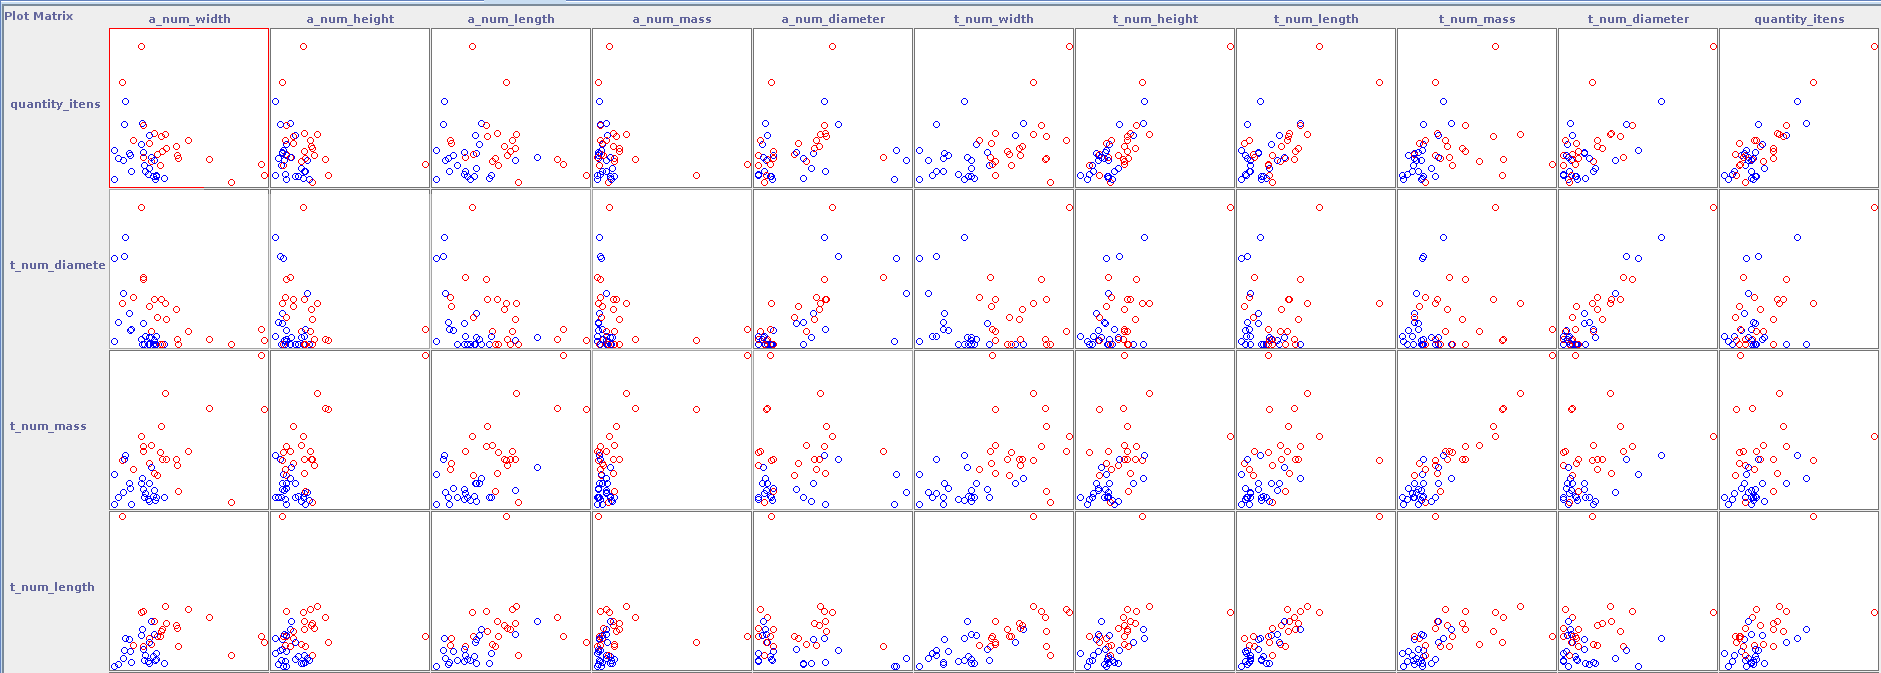 Plot Matrix
a_num_width a_num_height a_num_length a_num_mass a_num_diameter t_num_width t_num_height t_num_length t_num_mass t_num_diameter quantity_itens
quantity_itens
t_num_diamete
t_num_mass
t_num_length